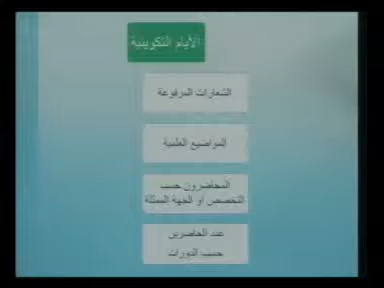 الأيام التكوينية
الشعارات المرفوعة
المواضيع العلمية
المحاضرون حسب
التخصص أو الجهة الممثلة
عدد الحاضرين
حسب الدورات